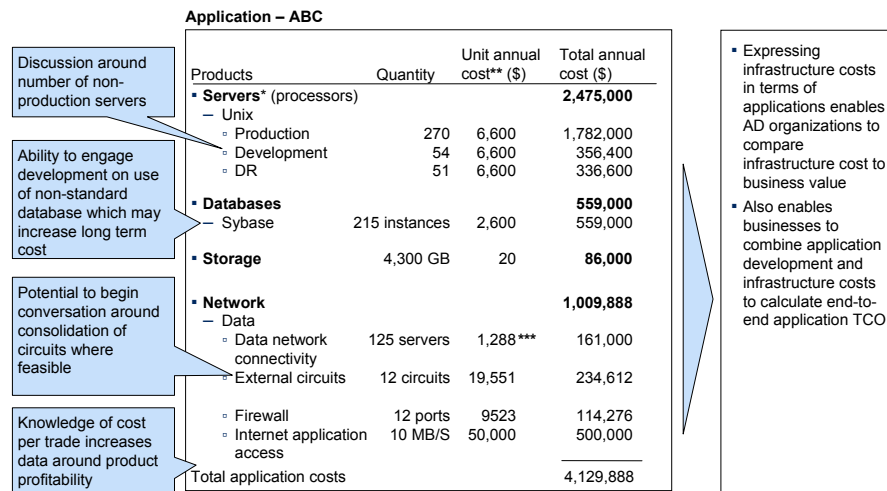 Application – ABC
Discussion around
number of non-
production servers
Ability to engage
development on use
of non-standard
database which may
increase long term
cost
Potential to begin
conversation around
consolidation of
circuits where
feasible
Knowledge of cost
per trade increases
data around product
profitability
Products Quantity Unit annual cost** ($) Total annual cost ($)
▪ Servers* (processors) 2,475,000
– Unix
▫ Production 270 6,600 1,782,000
▫ Development 54 6,600 356,400
▫ DR 51 6,600 336,600
▪ Databases 559,000
– Sybase 215 instances 2,600 559,000
▪ Storage 4,300 GB 20 86,000
▪ Network 1,009,888
– Data
▫ Data network 125 servers 1,288*** 161,000
connectivity
▫ External circuits 12 circuits 19,551 234,612
▫ Firewall 12 ports 9523 114,276
▫ Internet application 10 MB/S 50,000 500,000
access
Total application costs 4,129,888
▪ Expressing
infrastructure costs
in terms of
applications enables
AD organizations to
compare
infrastructure cost to
business value
▪ Also enables
businesses to
combine application
development and
infrastructure costs
to calculate end-to-
end application TCO